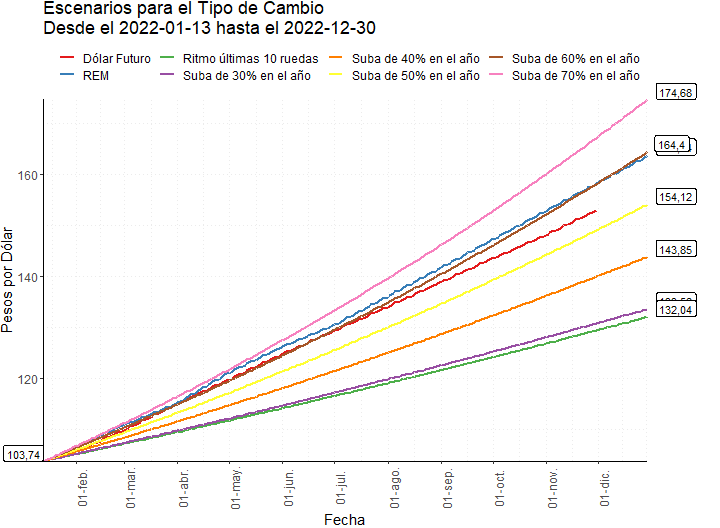 Escenarios para el Tipo de Cambio
Desde el 2022-01-13 hasta el 2022-12-30
Dólar Futuro
Ritmo últimas 10 ruedas
Suba de 40% en el año
Suba de 60% en el año
REM
Suba de 30% en el año
Suba de 50% en el año
Suba de 70% en el año
174,68
164,4
154,12
143,85
132,04
103,74
160
140
120
Pesos por Dólar
01-feb.
01-mar.
01-abr.
01-may.
01-jun.
01-jul.
01-ago.
01-sep.
01-oct.
01-nov.
01-dic.
Fecha